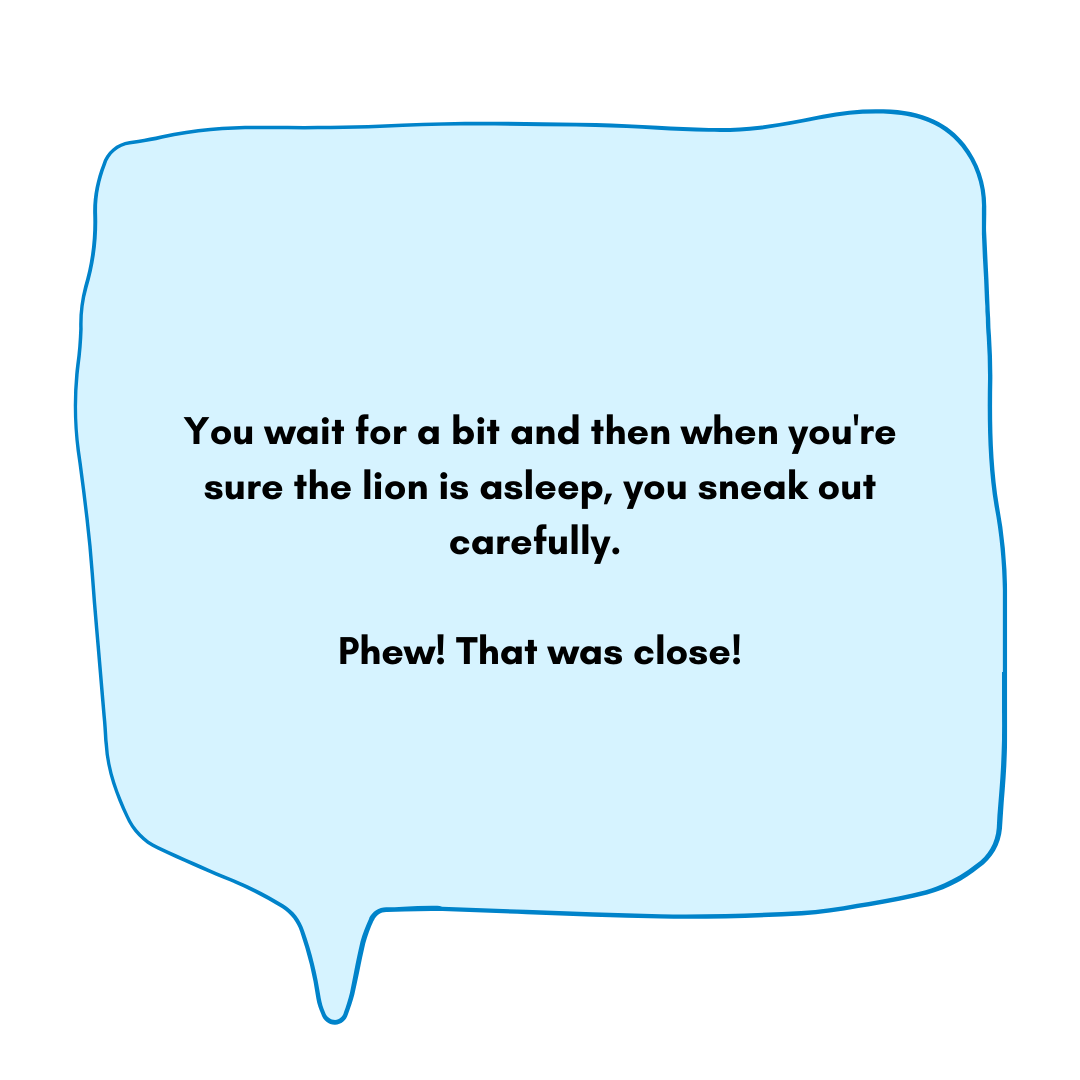 You wait for a bit and then when you're
sure the lion is asleep, you sneak out
carefully.
Phew! That was close!